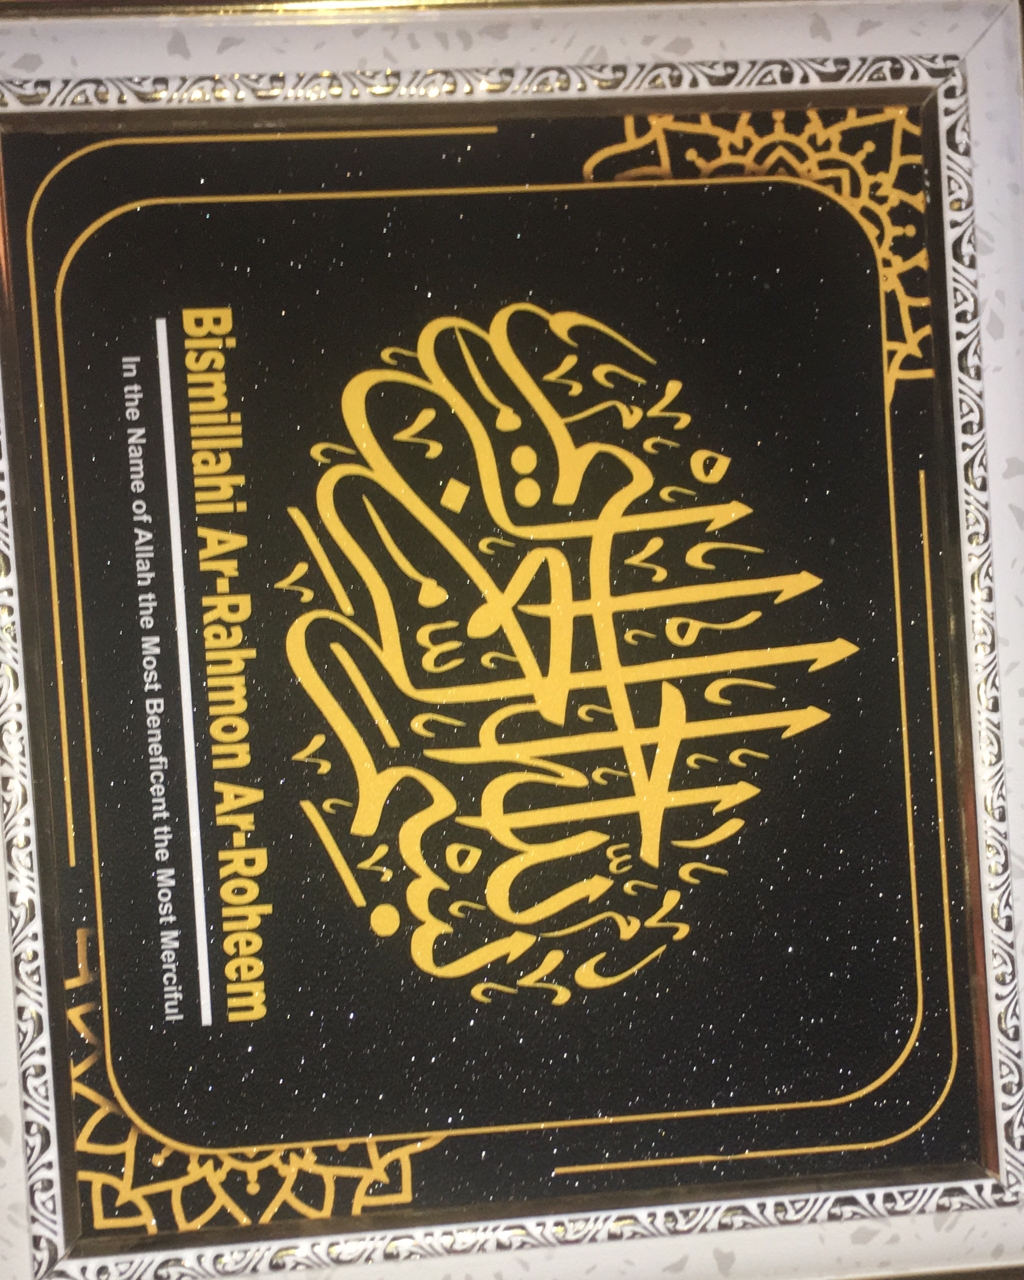 بسم الله الرحمن الرحيم
Bismillahi Ar-Rahmon Ar-Roheem
In the Name of Allah the Most Beneficent the Most Merciful